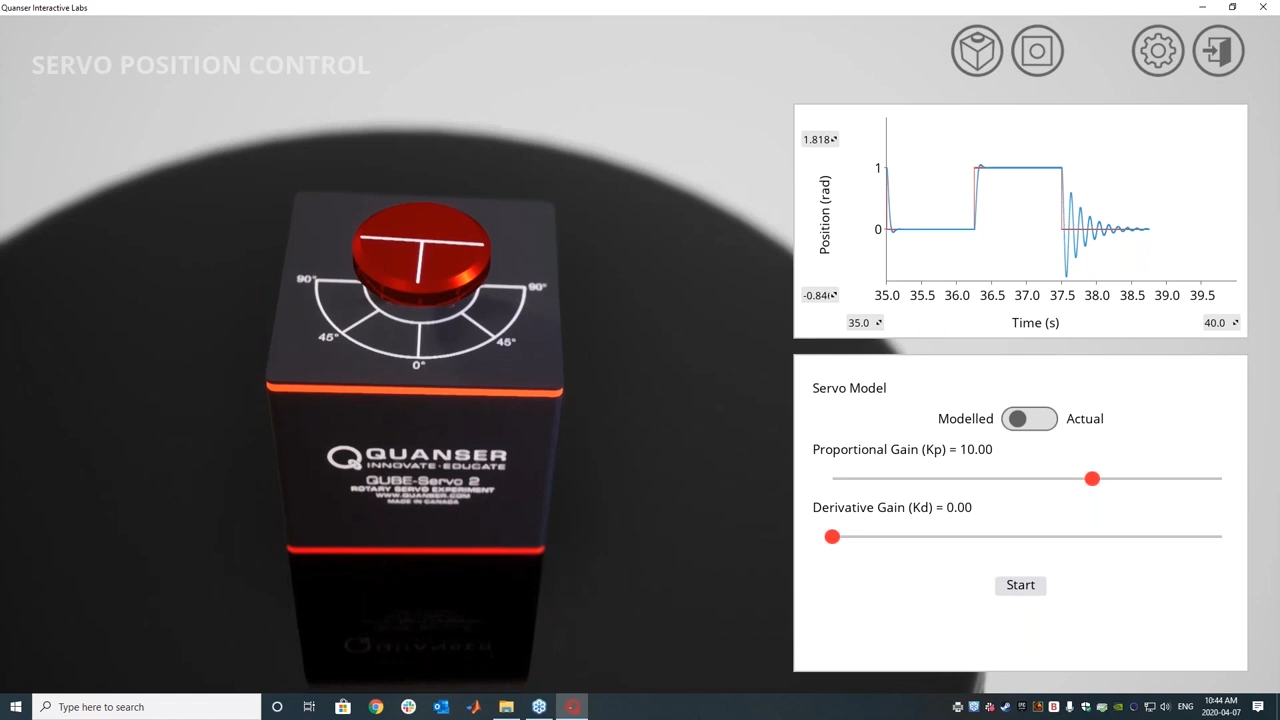 Quanser Interactive Labs
SERVO POSITION CONTROL
90°
90°
45°
45°
0°
QUANSER
INNOVATE·EDUCATE
QUBE-Servo 2
ROTARY SERVO EXPERIMENT
WWW.QUANSER.COM
MADE IN CANADA
1.818
1
0
Position (rad)
35.0 35.5 36.0 36.5 37.0 37.5 38.0 38.5 39.0 39.5
35.0
Time (s)
40.0
Servo Model
Modelled
Actual
Proportional Gain (Kp) = 10.00
Derivative Gain (Kd) = 0.00
Start
Type here to search
ENG
10:44 AM
2020-04-07